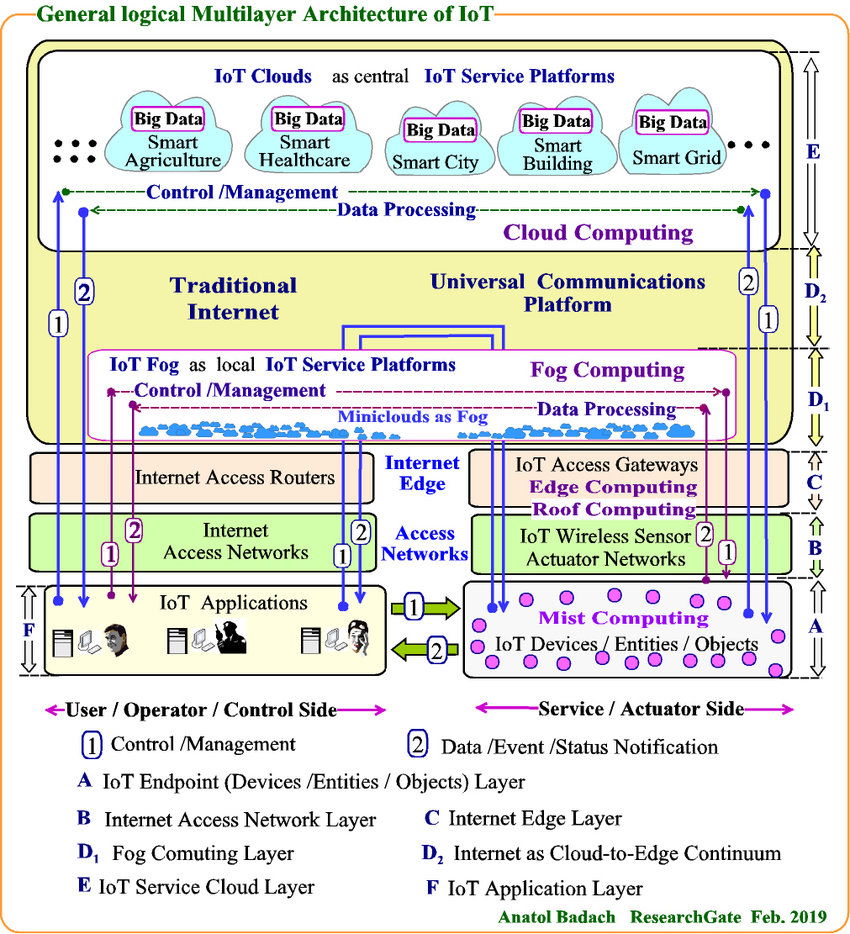 General logical Multilayer Architecture of IoT
IoT Clouds as central IoT Service Platforms
Big Data
Smart
Agriculture
Big Data
Smart
Healthcare
Big Data
Smart City
Big Data
Smart
Building
Big Data
Smart Grid
E
Control /Management
Data Processing
Cloud Computing
Traditional
Internet
Universal Communications
Platform
2
1
2
1
D2
IoT Fog as local IoT Service Platforms
Fog Computing
Control /Management
Data Processing
Miniclouds as Fog
D1
Internet Access Routers
Internet
Edge
IoT Access Gateways
Edge Computing
Roof Computing
C
Internet
Access Networks
Access
Networks
IoT Wireless Sensor
Actuator Networks
1
2
1
2
2
1
B
F
IoT Applications
1
2
Mist Computing
IoT Devices / Entities / Objects
A
User / Operator / Control Side
Service / Actuator Side
1 Control /Management
2 Data /Event /Status Notification
A IoT Endpoint (Devices /Entities / Objects) Layer
B Internet Access Network Layer
C Internet Edge Layer
D1 Fog Comuting Layer
D2 Internet as Cloud-to-Edge Continuum
E IoT Service Cloud Layer
F IoT Application Layer
Anatol Badach ResearchGate Feb, 2019